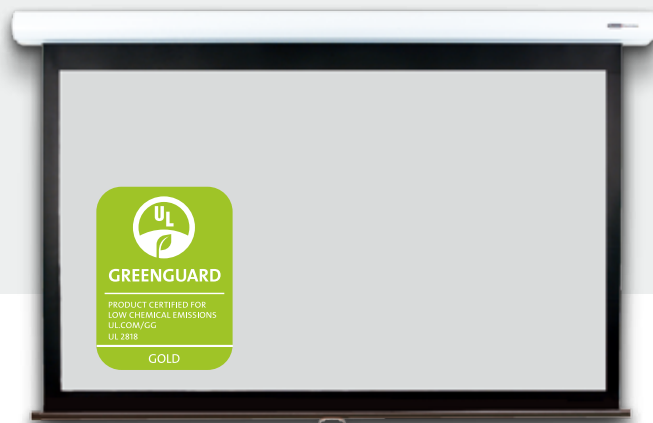 UL
GREENGUARD
PRODUCT CERTIFIED FOR
LOW CHEMICAL EMISSIONS
UL.COM/GG
UL 2818
GOLD